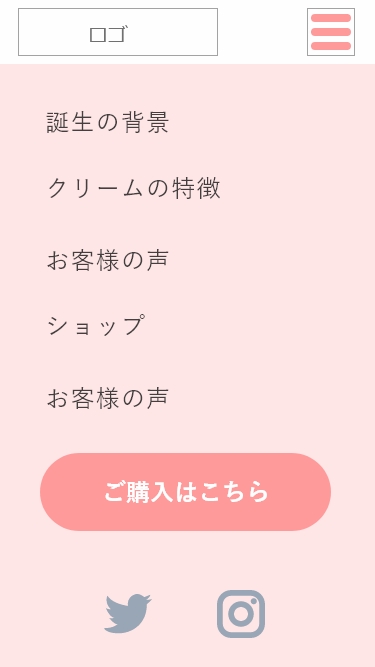 ロゴ
誕生の背景
クリームの特徴
お客様の声
ショップ
お客様の声
ご購入はこちら